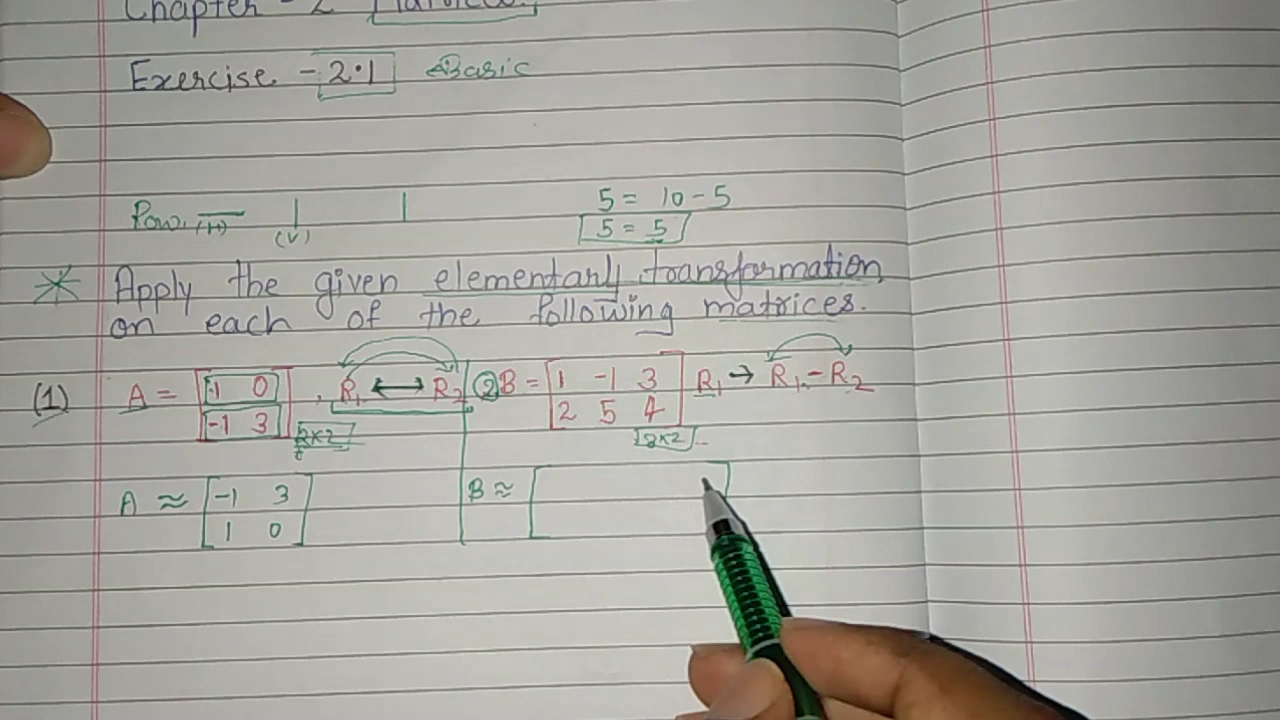 Chapter - 2 Matrices.
Exercise - 2.1 Basic
5 = 10 - 5
(H) (V) 5 = 5
* Apply the given elementary transformation
on each of the following matrices.
(1) A = [1 0 , R₁ ↔ R₂ ② B = [1 -1 3] R₁ → R₁ - R₂
-1 3] 2×2 [2 5 4]
A ≈ [-1 3 B ≈ [ ]
1 0]